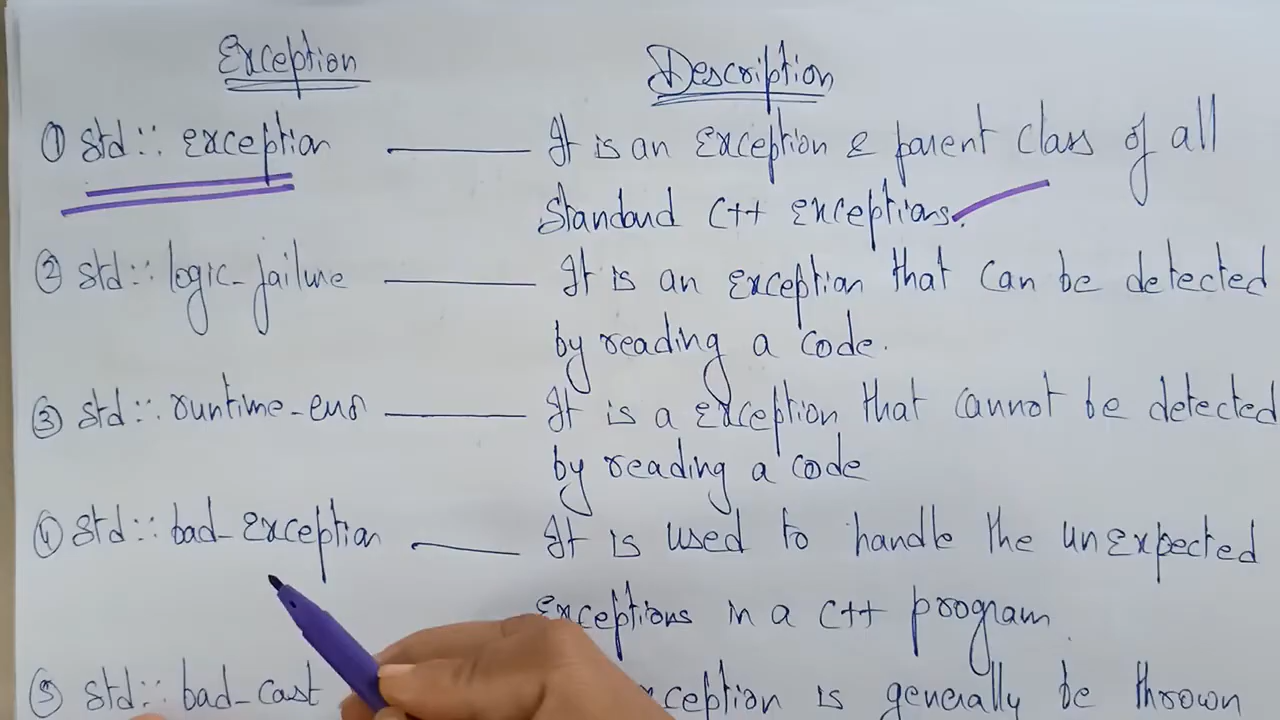 Exception Description
① std:: exception It is an exception & parent class of all
Standard C++ exceptions.
② std:: logic_failure It is an exception that can be detected
by reading a code.
③ std:: runtime_error It is a exception that cannot be detected
by reading a code
④ std:: bad_exception It is used to handle the unexpected
exceptions in a C++ program.
⑤ std:: bad_cast exception is generally be thrown